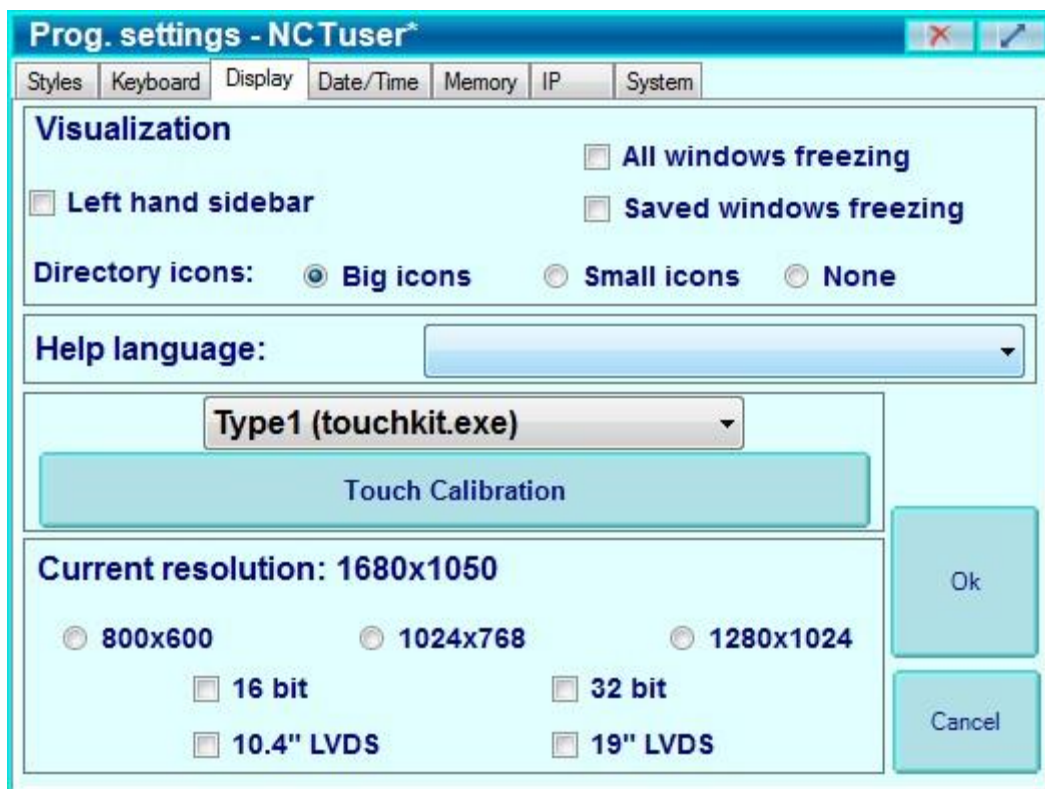 Prog. settings - NCTuser*
Styles Keyboard Display Date/Time Memory IP System
Visualization
All windows freezing
Left hand sidebar
Saved windows freezing
Directory icons: Big icons Small icons None
Help language:
Type1 (touchkit.exe)
Touch Calibration
Current resolution: 1680x1050
Ok
800x600 1024x768 1280x1024
16 bit 32 bit
Cancel
10.4" LVDS 19" LVDS